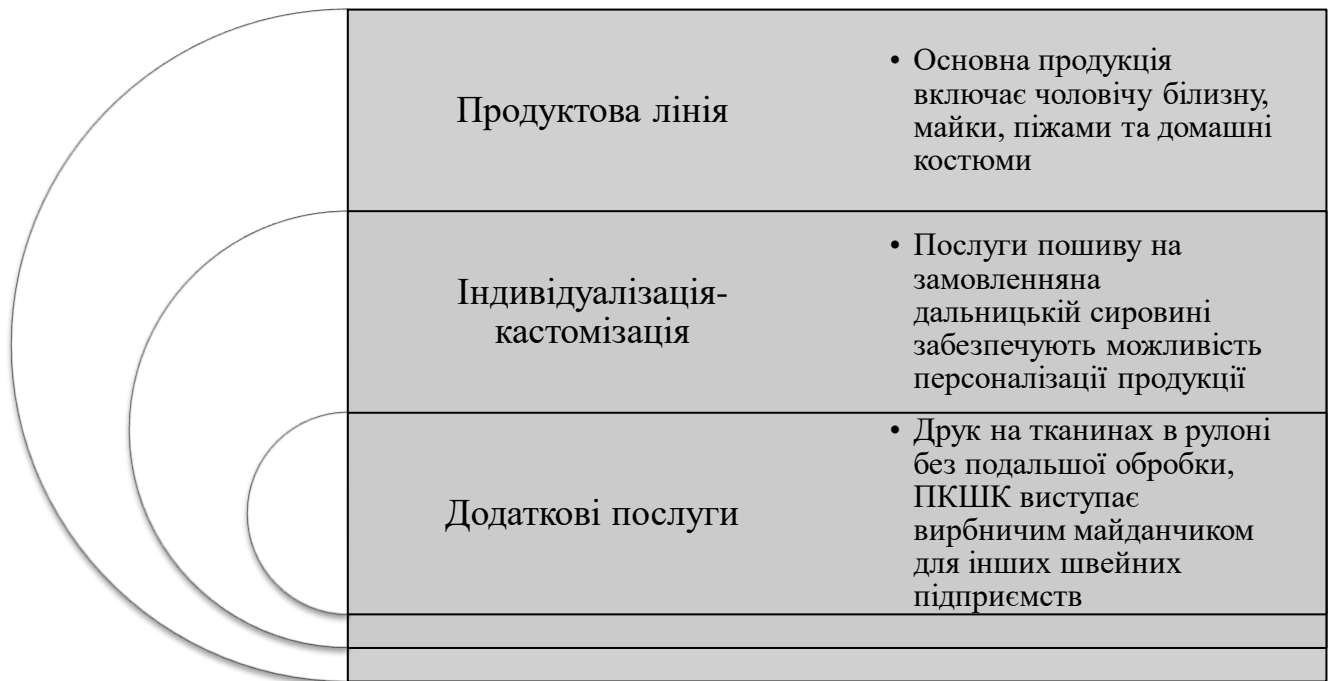 Продуктова лінія
• Основна продукція
включає чоловічу білизну,
майки, піжами та домашні
костюми
Індивідуалізація-
кастомізація
• Послуги пошиву на
замовленняна
дальницькій сировині
забезпечують можливість
персоналізації продукції
Додаткові послуги
• Друк на тканинах в рулоні
без подальшої обробки,
ПКШК виступає
вирбничим майданчиком
для інших швейних
підприємств